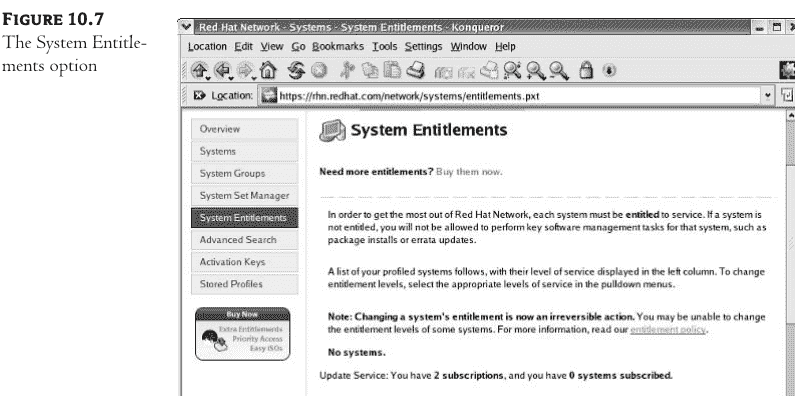 FIGURE 10.7
The System Entitle-
ments option
Red Hat Network - Systems - System Entitlements - Konqueror
Location Edit View Go Bookmarks Tools Settings Window Help
Location: https://rhn.redhat.com/network/systems/entitlements.pxt
Overview
Systems
System Groups
System Set Manager
System Entitlements
Advanced Search
Activation Keys
Stored Profiles
Buy Now
Extra Entitlements
Priority Access
Easy ISOs
System Entitlements
Need more entitlements? Buy them now.
In order to get the most out of Red Hat Network, each system must be entitled to service. If a system is
not entitled, you will not be allowed to perform key software management tasks for that system, such as
package installs or errata updates.
A list of your profiled systems follows, with their level of service displayed in the left column. To change
entitlement levels, select the appropriate levels of service in the pulldown menus.
Note: Changing a system's entitlement is now an irreversible action. You may be unable to change
the entitlement levels of some systems. For more information, read our entitlement policy.
No systems.
Update Service: You have 2 subscriptions, and you have 0 systems subscribed.